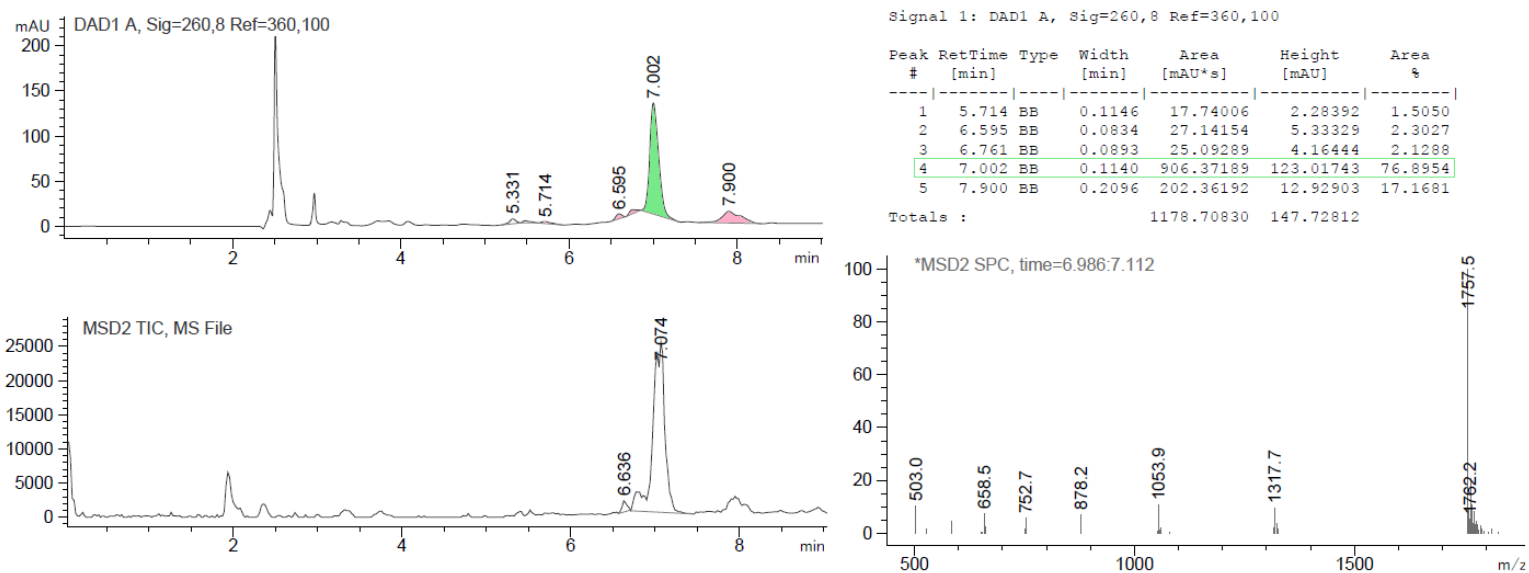 DAD1 A, Sig=260,8 Ref=360,100
mAU
200
150
100
50
0
5.331
5.714
6.595
7.002
7.900
2
4
6
8
min
MSD2 TIC, MS File
25000
20000
15000
10000
5000
0
6.636
7.074
2
4
6
8
min
Signal 1: DAD1 A, Sig=260,8 Ref=360,100
Peak RetTime Type Width Area Height Area
# [min] [min] [mAU*s] [mAU] %
----|-------|----|-------|----------|----------|--------|
1 5.714 BB 0.1146 17.74006 2.28392 1.5050
2 6.595 BB 0.0834 27.14154 5.33329 2.3027
3 6.761 BB 0.0893 25.09289 4.16444 2.1288
4 7.002 BB 0.1140 906.37189 123.01743 76.8954
5 7.900 BB 0.2096 202.36192 12.92903 17.1681
Totals : 1178.70830 147.72812
*MSD2 SPC, time=6.986:7.112
100
80
60
40
20
0
503.0
658.5
752.7
878.2
1053.9
1317.7
1757.5
1762.2
500
1000
1500
m/z